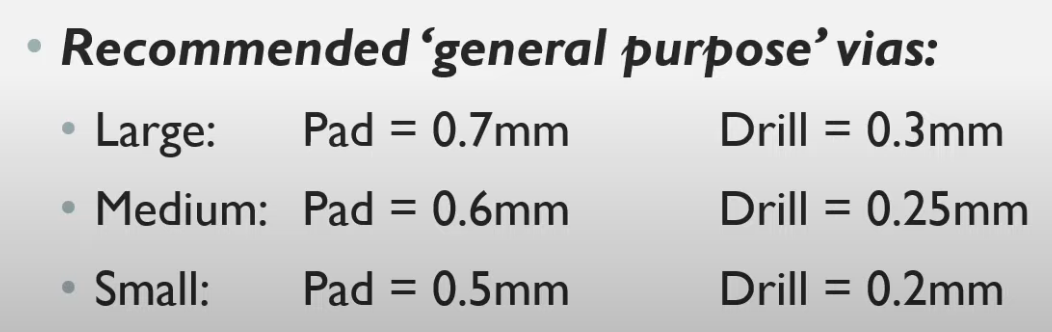 • Recommended ‘general purpose’ vias:
• Large: Pad = 0.7mm Drill = 0.3mm
• Medium: Pad = 0.6mm Drill = 0.25mm
• Small: Pad = 0.5mm Drill = 0.2mm